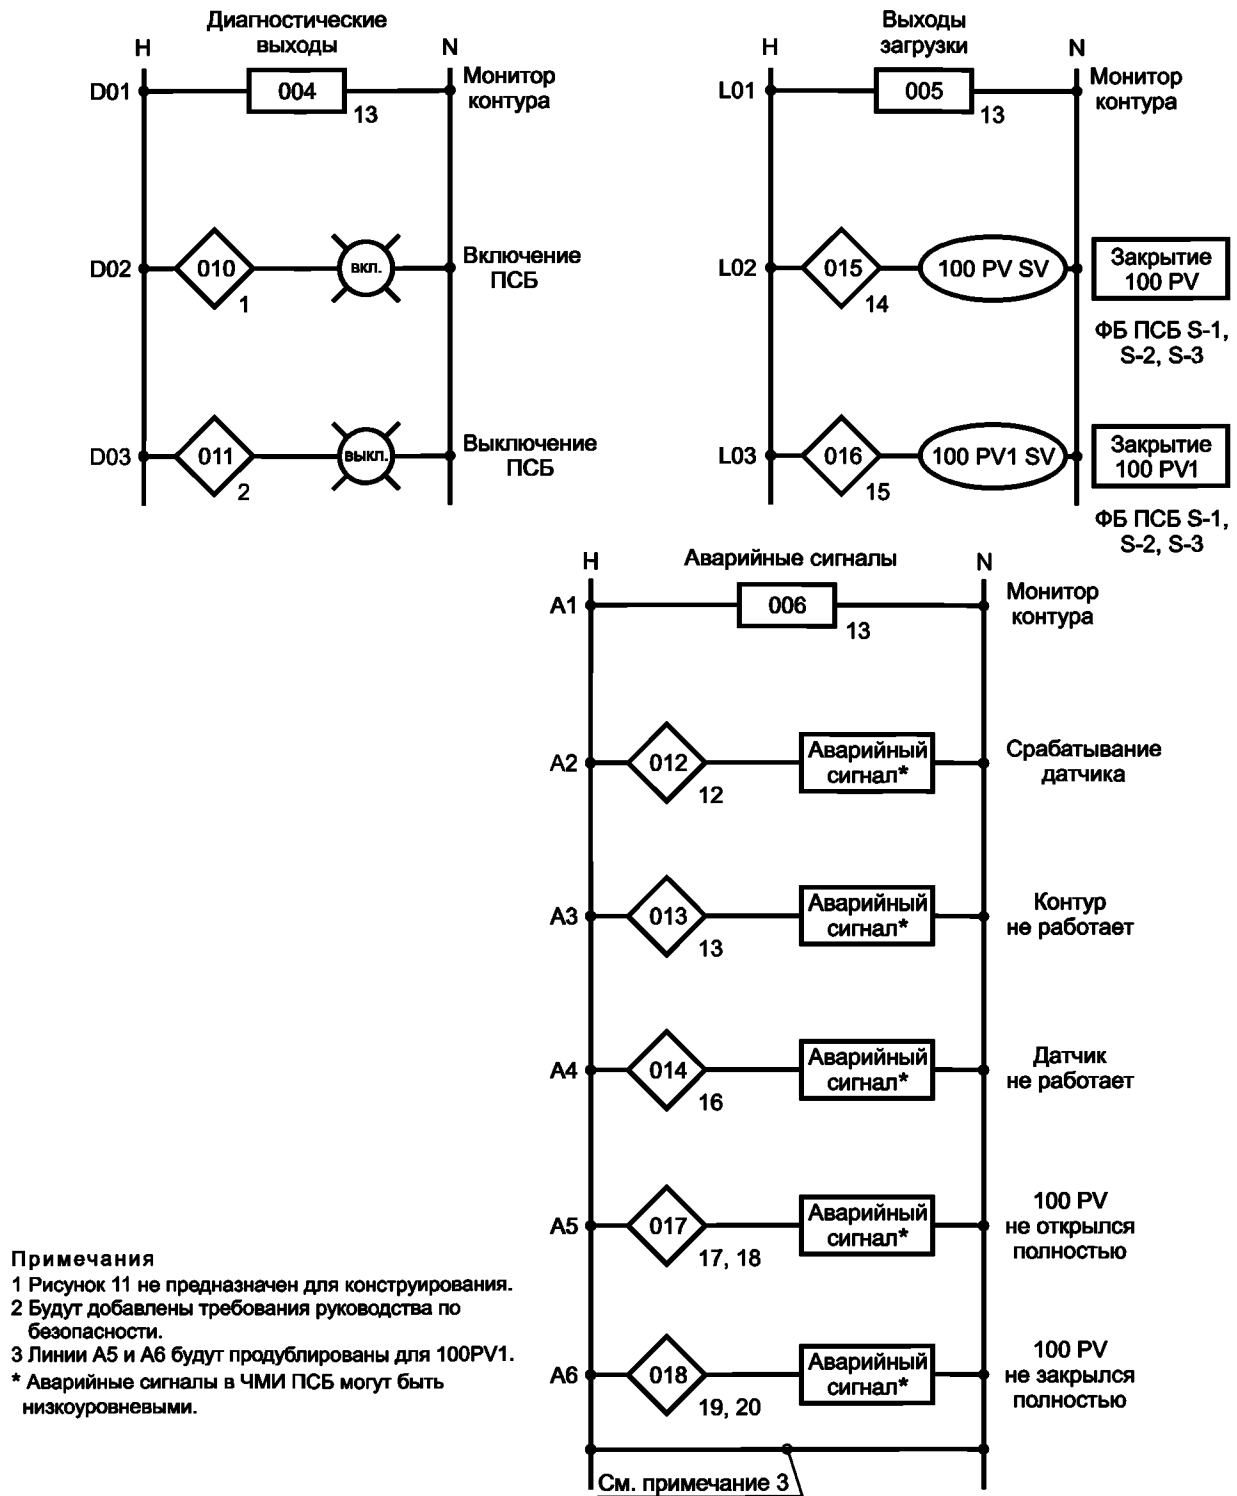 Диагностические
выходы
H
N
D01
004
13
Монитор
контура
D02
010
1
вкл.
Включение
ПСБ
D03
011
2
выкл.
Выключение
ПСБ
Выходы
загрузки
H
N
L01
005
13
Монитор
контура
L02
015
14
100 PV SV
Закрытие
100 PV
ФБ ПСБ S-1,
S-2, S-3
L03
016
15
100 PV1 SV
Закрытие
100 PV1
ФБ ПСБ S-1,
S-2, S-3
H
Аварийные сигналы
N
A1
006
13
Монитор
контура
A2
012
12
Аварийный
сигнал*
Срабатывание
датчика
A3
013
13
Аварийный
сигнал*
Контур
не работает
A4
014
16
Аварийный
сигнал*
Датчик
не работает
A5
017
17, 18
Аварийный
сигнал*
100 PV
не открылся
полностью
A6
018
19, 20
Аварийный
сигнал*
100 PV
не закрылся
полностью
См. примечание 3
Примечания
1 Рисунок 11 не предназначен для конструирования.
2 Будут добавлены требования руководства по
безопасности.
3 Линии А5 и А6 будут продублированы для 100PV1.
* Аварийные сигналы в ЧМИ ПСБ могут быть
низкоуровневыми.